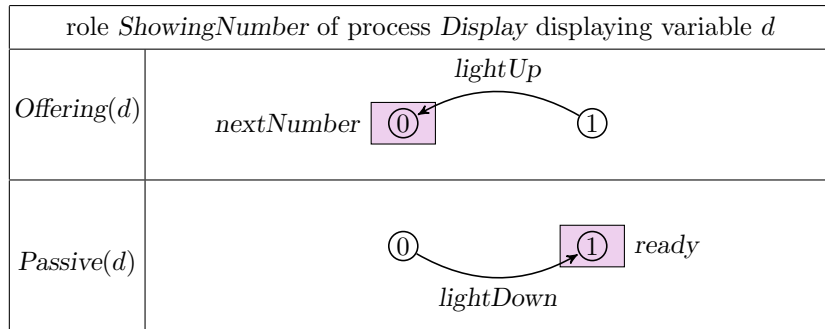 role ShowingNumber of process Display displaying variable d
lightUp
Offering(d)
nextNumber
0
1
0
1
Passive(d)
ready
lightDown